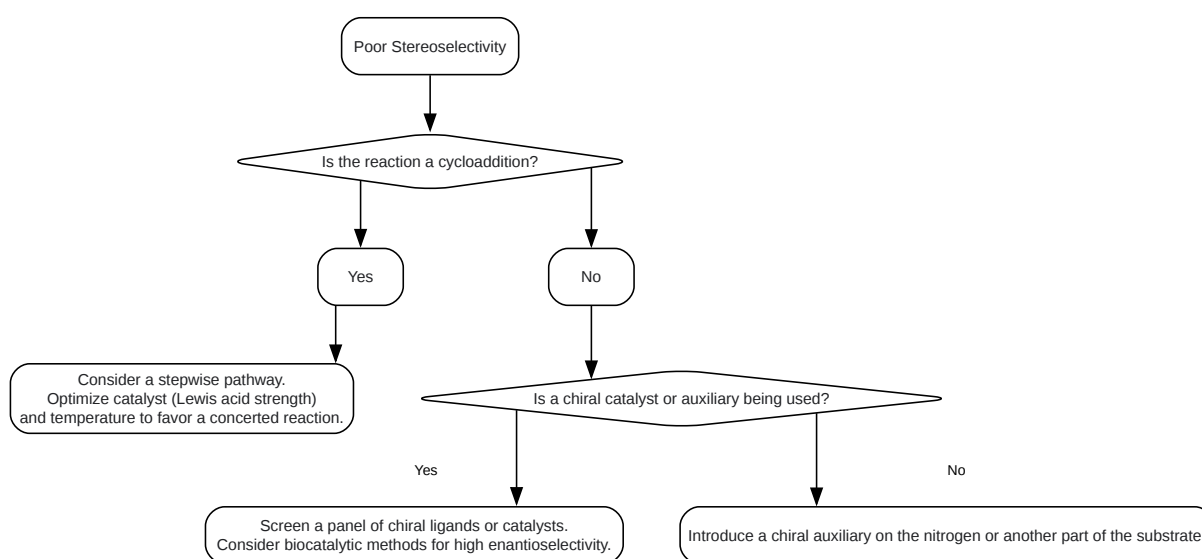 Poor Stereoselectivity
Is the reaction a cycloaddition?
Yes
No
Consider a stepwise pathway.
Optimize catalyst (Lewis acid strength)
and temperature to favor a concerted reaction.
Is a chiral catalyst or auxiliary being used?
Yes
No
Screen a panel of chiral ligands or catalysts.
Consider biocatalytic methods for high enantioselectivity.
Introduce a chiral auxiliary on the nitrogen or another part of the substrate